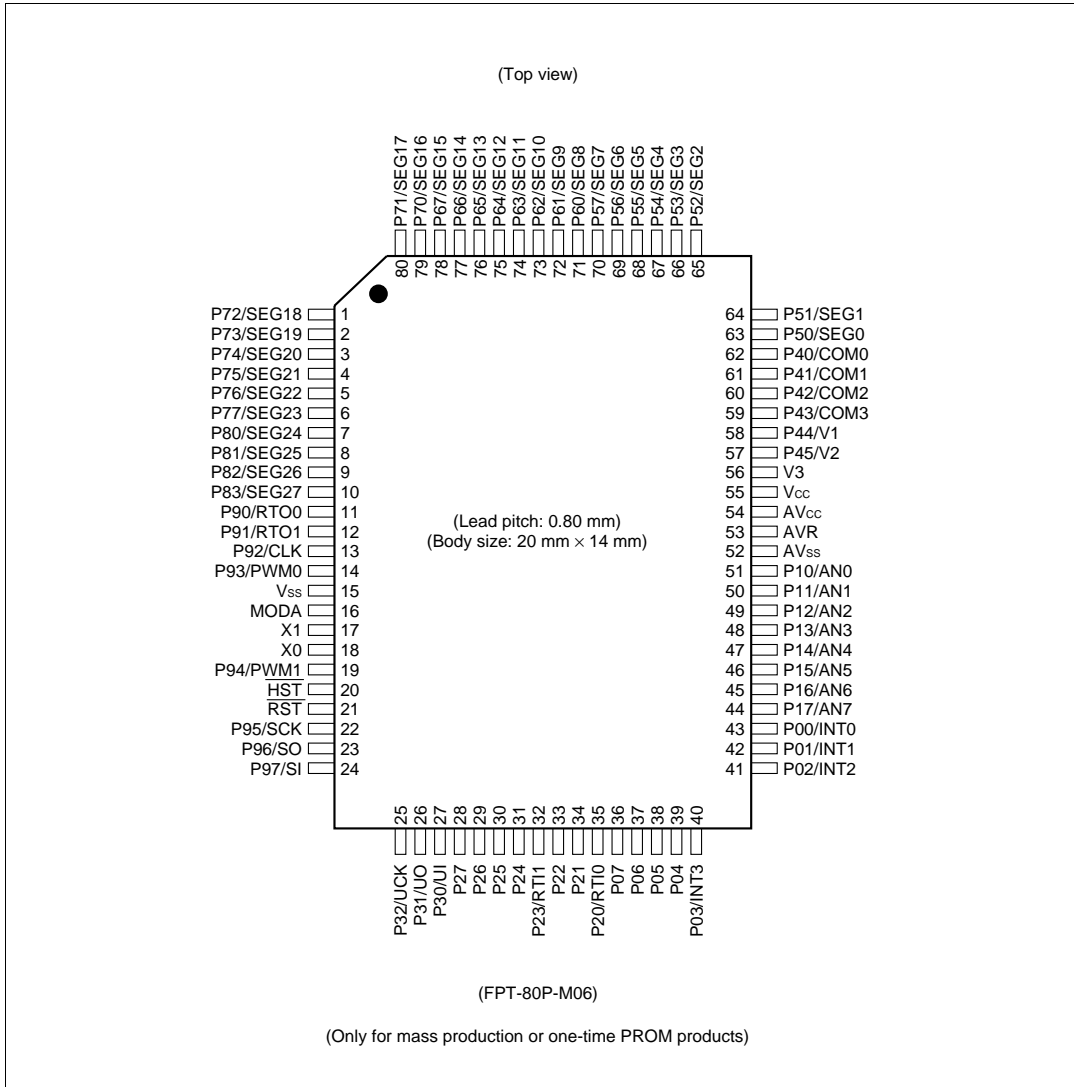 (Top view)
P71/SEG17
P70/SEG16
P67/SEG15
P66/SEG14
P65/SEG13
P64/SEG12
P63/SEG11
P62/SEG10
P61/SEG9
P60/SEG8
P57/SEG7
P56/SEG6
P55/SEG5
P54/SEG4
P53/SEG3
P52/SEG2
80
79
78
77
76
75
74
73
72
71
70
69
68
67
66
65
P72/SEG18 1
P73/SEG19 2
P74/SEG20 3
P75/SEG21 4
P76/SEG22 5
P77/SEG23 6
P80/SEG24 7
P81/SEG25 8
P82/SEG26 9
P83/SEG27 10
P90/RTO0 11
P91/RTO1 12
P92/CLK 13
P93/PWM0 14
Vss 15
MODA 16
X1 17
X0 18
P94/PWM1 19
HST 20
RST 21
P95/SCK 22
P96/SO 23
P97/SI 24
(Lead pitch: 0.80 mm)
(Body size: 20 mm × 14 mm)
64 P51/SEG1
63 P50/SEG0
62 P40/COM0
61 P41/COM1
60 P42/COM2
59 P43/COM3
58 P44/V1
57 P45/V2
56 V3
55 Vcc
54 AVcc
53 AVR
52 AVss
51 P10/AN0
50 P11/AN1
49 P12/AN2
48 P13/AN3
47 P14/AN4
46 P15/AN5
45 P16/AN6
44 P17/AN7
43 P00/INT0
42 P01/INT1
41 P02/INT2
25
26
27
28
29
30
31
32
33
34
35
36
37
38
39
40
P32/UCK
P31/UO
P30/UI
P27
P26
P25
P24
P23/RTI1
P22
P21
P20/RTI0
P07
P06
P05
P04
P03/INT3
(FPT-80P-M06)
(Only for mass production or one-time PROM products)